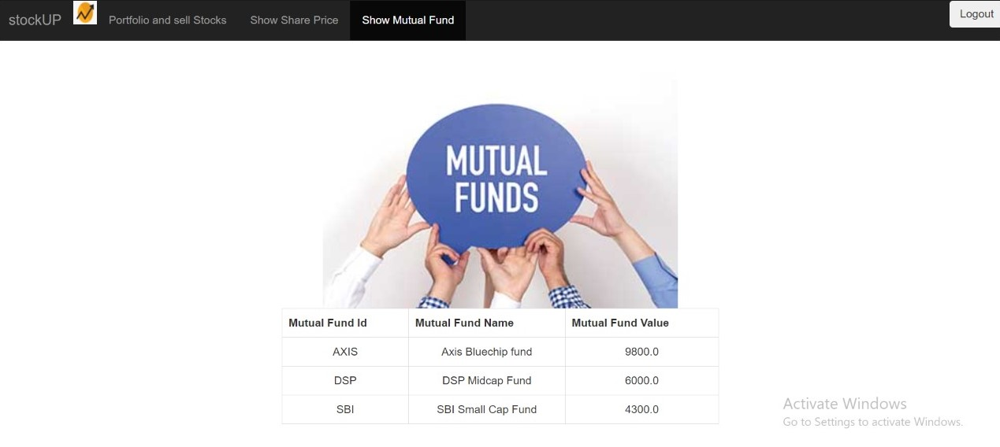 stockUP Portfolio and sell Stocks Show Share Price Show Mutual Fund Logout
MUTUAL
FUNDS
Mutual Fund Id Mutual Fund Name Mutual Fund Value
AXIS Axis Bluechip fund 9800.0
DSP DSP Midcap Fund 6000.0
SBI SBI Small Cap Fund 4300.0
Activate Windows
Go to Settings to activate Windows.